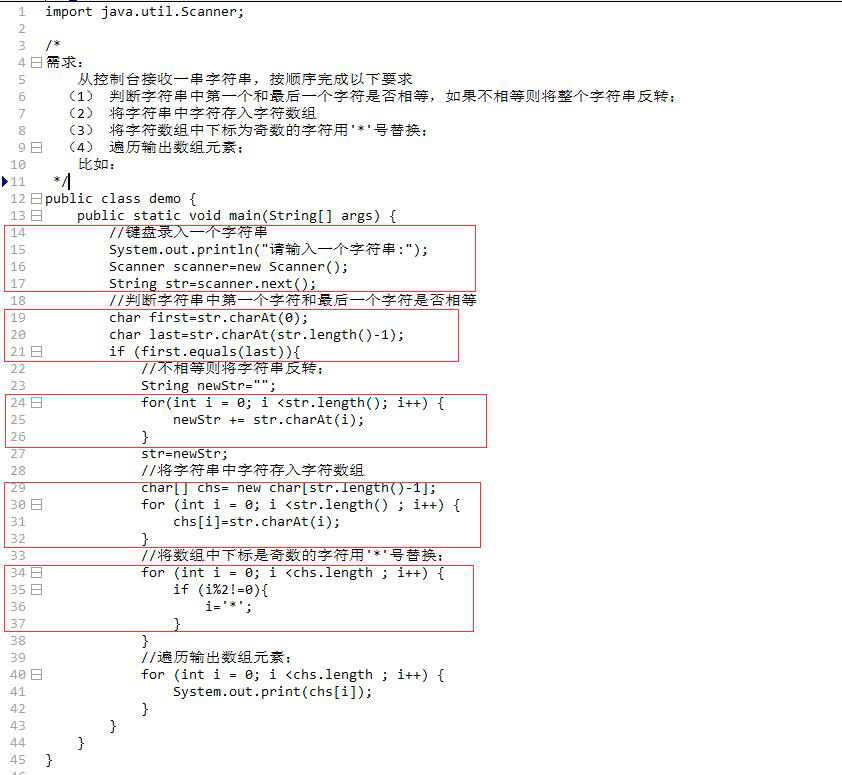 1 import java.util.Scanner;
2
3 /*
4 需求:
5 从控制台接收一串字符串, 按顺序完成以下要求
6 (1) 判断字符串中第一个和最后一个字符是否相等, 如果不相等则将整个字符串反转;
7 (2) 将字符串中字符存入字符数组
8 (3) 将字符数组中下标为奇数的字符用'*'号替换;
9 (4) 遍历输出数组元素;
10 比如:
11 */
12 public class demo {
13 public static void main(String[] args) {
14 //键盘录入一个字符串
15 System.out.println("请输入一个字符串:");
16 Scanner scanner=new Scanner();
17 String str=scanner.next();
18 //判断字符串中第一个字符和最后一个字符是否相等
19 char first=str.charAt(0);
20 char last=str.charAt(str.length()-1);
21 if (first.equals(last)){
22 //不相等则将字符串反转;
23 String newStr="";
24 for(int i = 0; i <str.length(); i++) {
25 newStr += str.charAt(i);
26 }
27 str=newStr;
28 //将字符串中字符存入字符数组
29 char[] chs= new char[str.length()-1];
30 for (int i = 0; i <str.length() ; i++) {
31 chs[i]=str.charAt(i);
32 }
33 //将数组中下标是奇数的字符用'*'号替换;
34 for (int i = 0; i <chs.length ; i++) {
35 if (i%2!=0){
36 i='*';
37 }
38 }
39 //遍历输出数组元素;
40 for (int i = 0; i <chs.length ; i++) {
41 System.out.print(chs[i]);
42 }
43 }
44 }
45 }